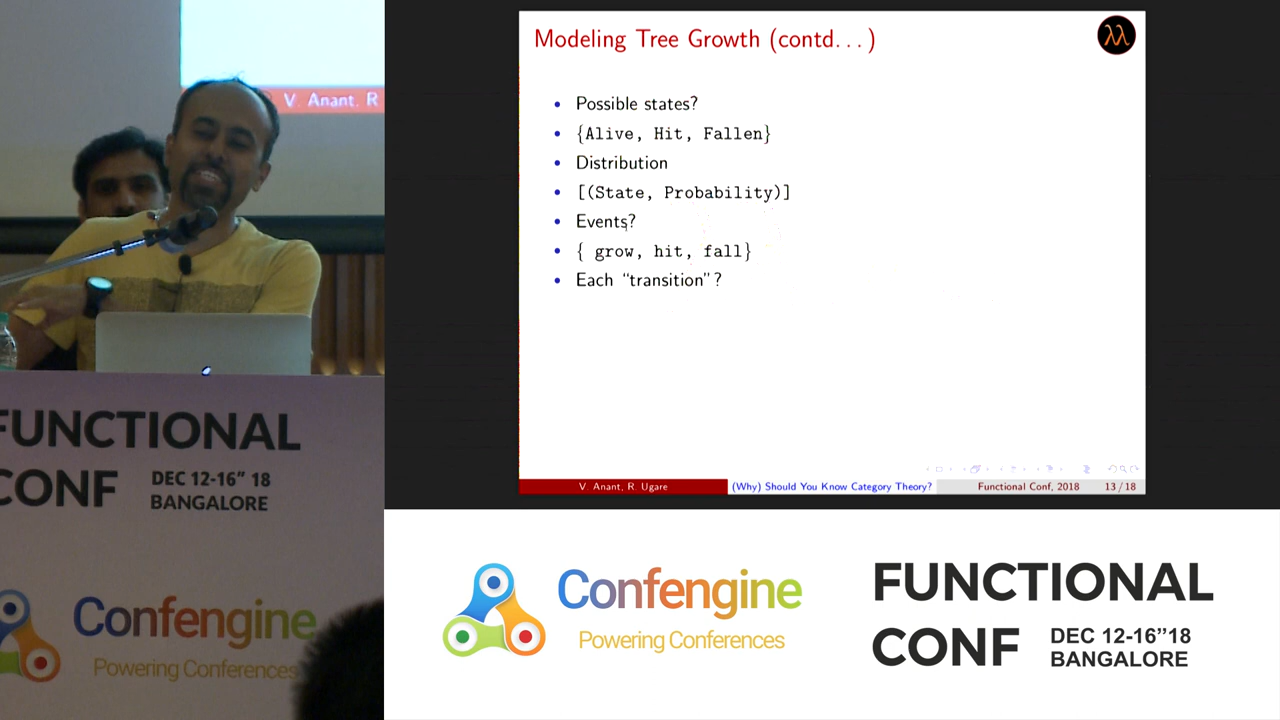 V. Anant, R
FUNCTIONAL
CONF DEC 12-16" 18
BANGALORE
Confengine
Powering Conferences
Modeling Tree Growth (contd...)
λλ
• Possible states?
• {Alive, Hit, Fallen}
• Distribution
• [(State, Probability)]
• Events?
• { grow, hit, fall}
• Each “transition”?
V. Anant, R Ugare (Why) Should You Know Category Theory? Functional Conf, 2018 13 / 18
Confengine
Powering Conferences
FUNCTIONAL
CONF DEC 12-16"18
BANGALORE